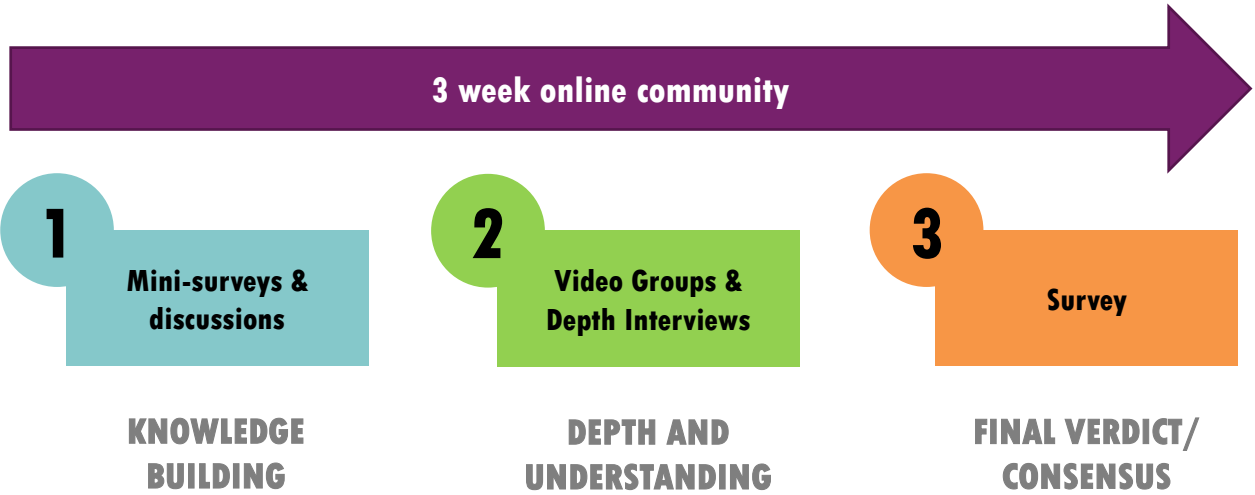 3 week online community
1
Mini-surveys &
discussions
KNOWLEDGE
BUILDING
2
Video Groups &
Depth Interviews
DEPTH AND
UNDERSTANDING
3
Survey
FINAL VERDICT/
CONSENSUS